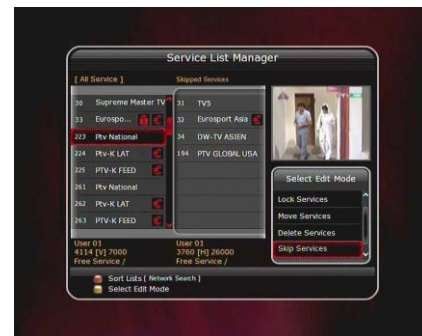 Service List Manager
[ All Service ]
Skipped Services
30 Supreme Master TV
33 Eurospo...
223 Ptv National
224 Ptv-K LAT
225 PTV-K FEED
261 Ptv National
262 Ptv-K LAT
263 PTV-K FEED
31 TV5
32 Eurosport Asia
34 DW-TV ASIEN
194 PTV GLOBAL USA
Select Edit Mode
Lock Services
Move Services
Delete Services
Skip Services
User 01
4114 [V] 7000
Free Service /
User 01
3760 [H] 26000
Free Service /
Sort Lists [ Network Search ]
Select Edit Mode